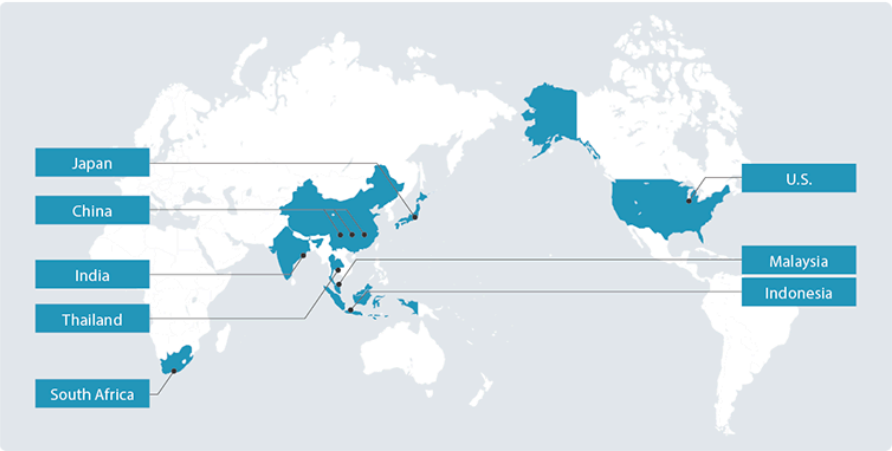 Japan
China
India
Thailand
South Africa
U.S.
Malaysia
Indonesia